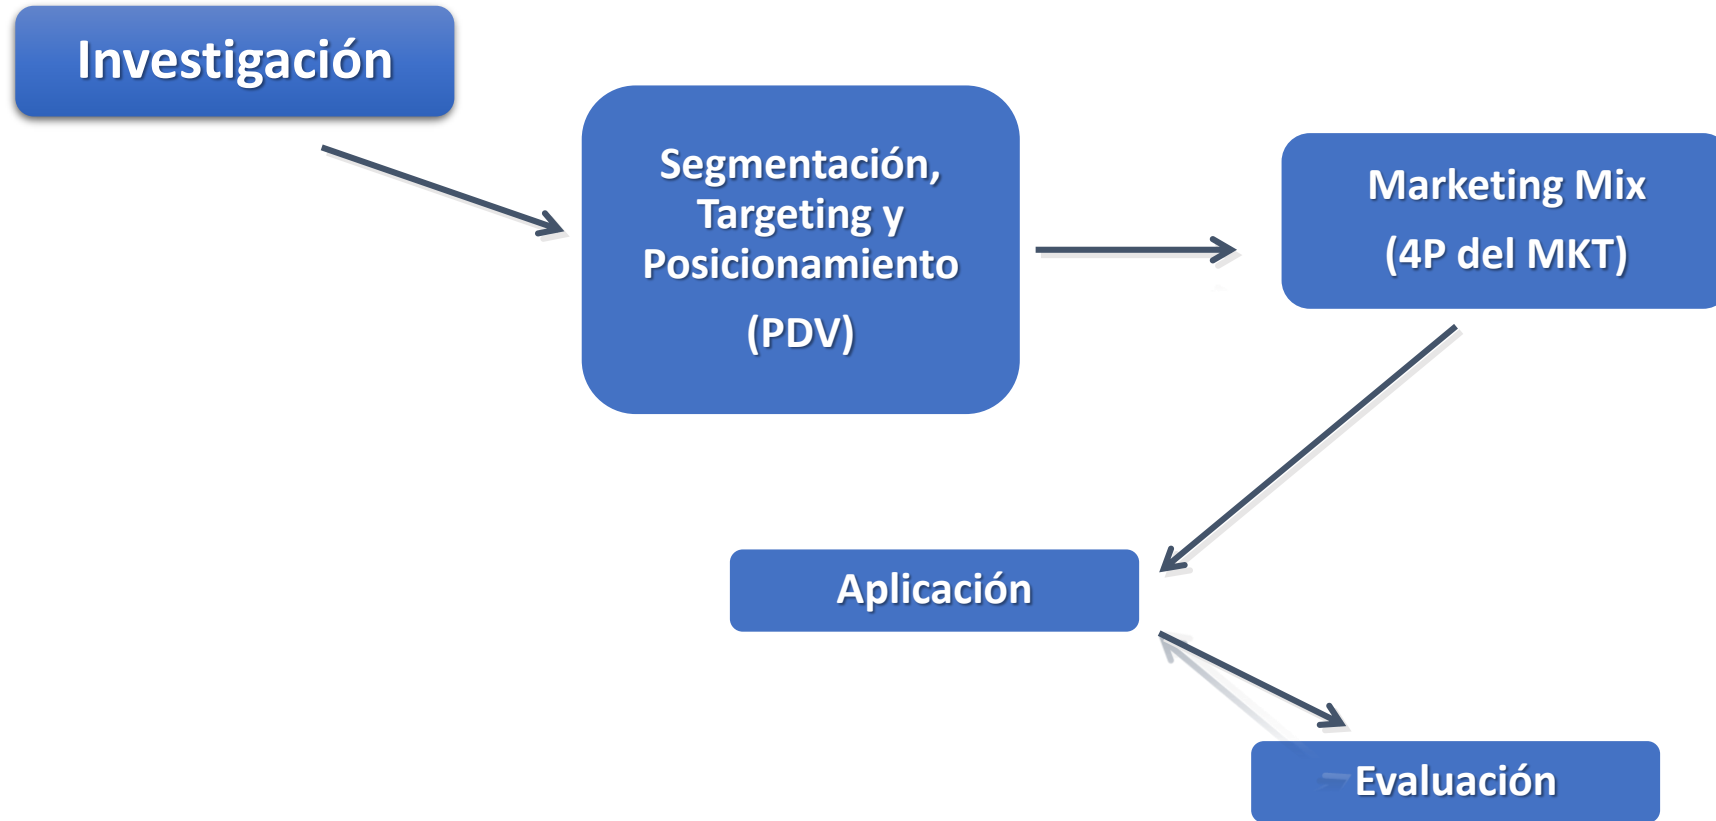 Investigación
Segmentación,
Targeting y
Posicionamiento
(PDV)
Marketing Mix
(4P del MKT)
Aplicación
Evaluación